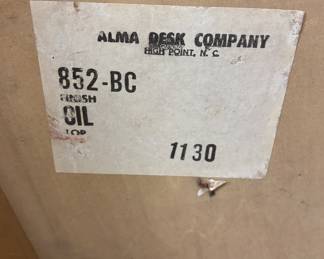 ALMA DESK COMPANY
HIGH POINT, N. C.
852-BC
FINISH
OIL
TOP
1130